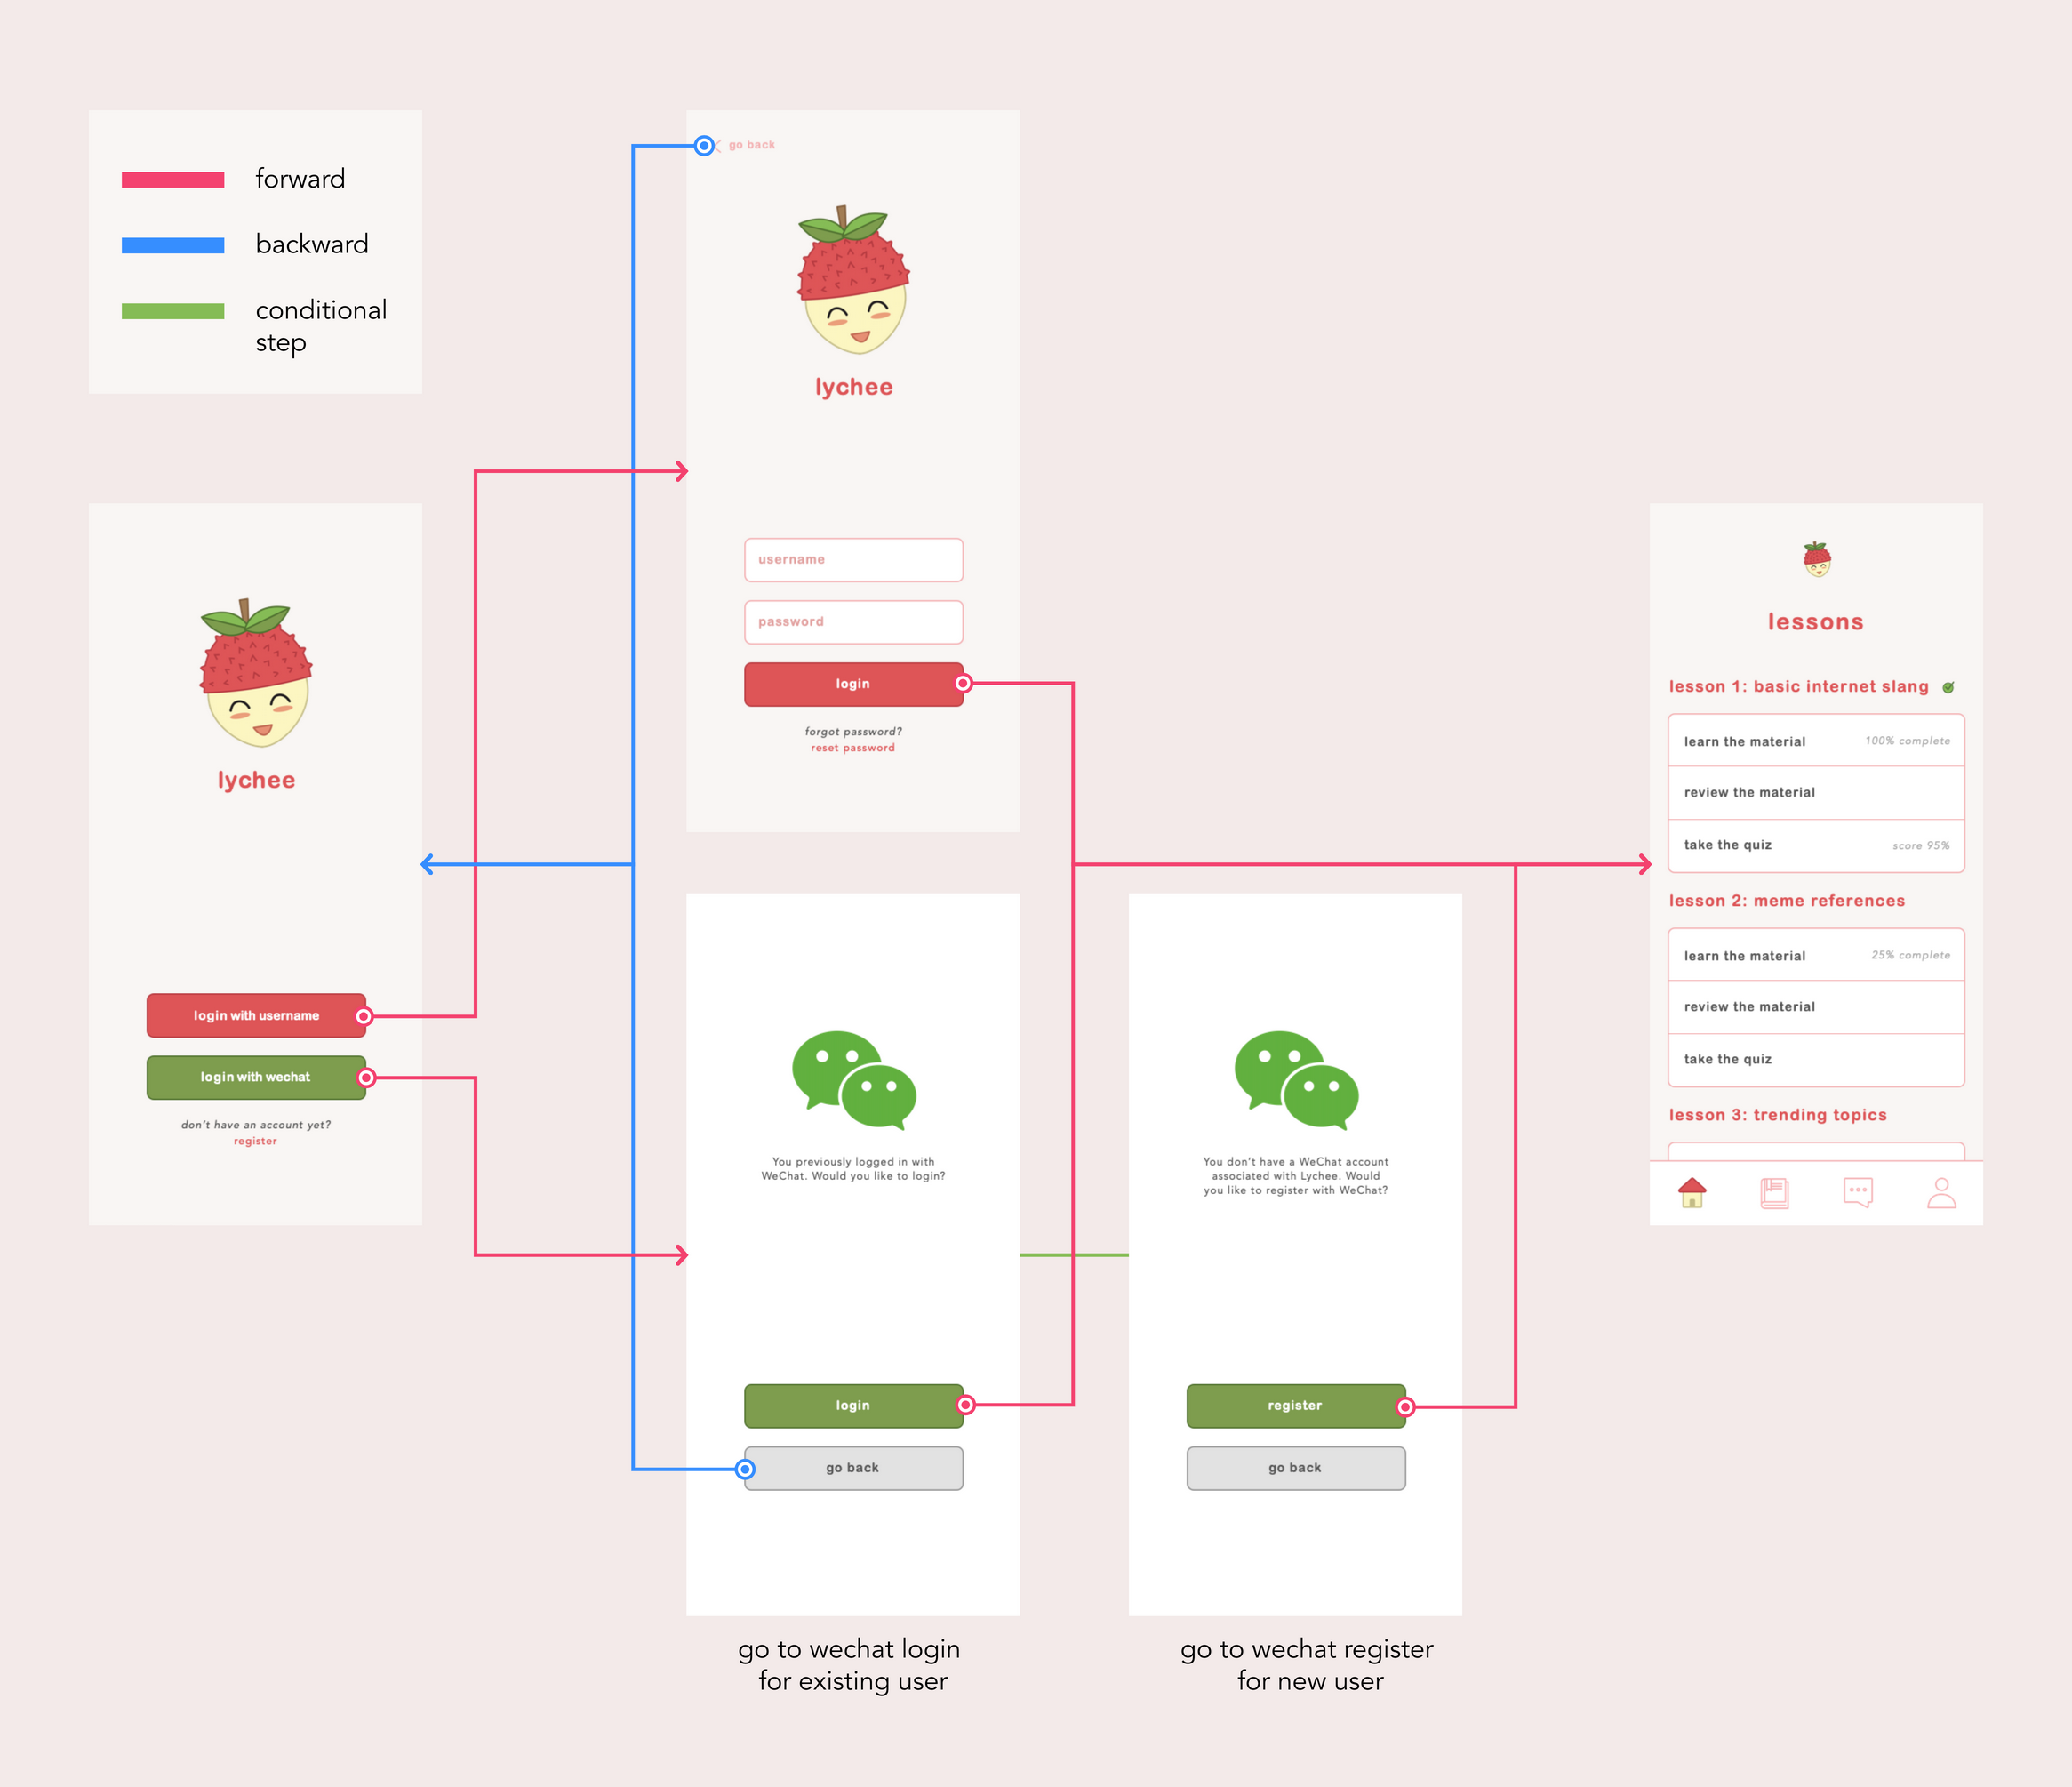 forward
backward
conditional
step
lychee
login with username
login with wechat
don't have an account yet?
register
go back
lychee
username
password
login
forgot password?
reset password
You previously logged in with
WeChat. Would you like to login?
login
go back
go to wechat login
for existing user
You don't have a WeChat account
associated with Lychee. Would
you like to register with WeChat?
register
go back
go to wechat register
for new user
lessons
lesson 1: basic internet slang
learn the material 100% complete
review the material
take the quiz score 95%
lesson 2: meme references
learn the material 25% complete
review the material
take the quiz
lesson 3: trending topics